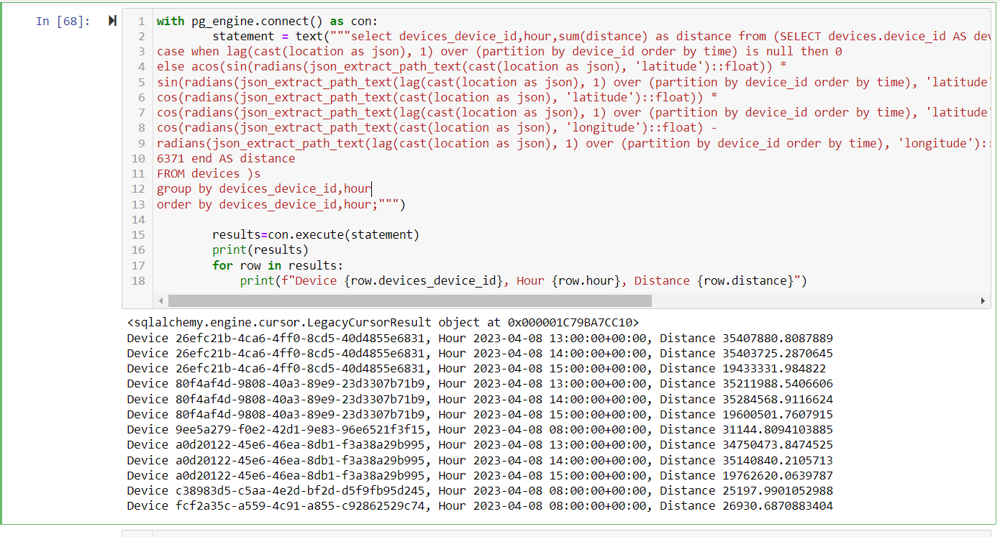 In [68]:
1 with pg_engine.connect() as con:
2 statement = text("""select devices_device_id,hour,sum(distance) as distance from (SELECT devices.device_id AS dev
3 case when lag(cast(location as json), 1) over (partition by device_id order by time) is null then 0
4 else acos(sin(radians(json_extract_path_text(cast(location as json), 'latitude')::float)) *
5 sin(radians(json_extract_path_text(lag(cast(location as json), 1) over (partition by device_id order by time), 'latitude'
6 cos(radians(json_extract_path_text(cast(location as json), 'latitude')::float)) *
7 cos(radians(json_extract_path_text(lag(cast(location as json), 1) over (partition by device_id order by time), 'latitude'
8 cos(radians(json_extract_path_text(cast(location as json), 'longitude')::float) -
9 radians(json_extract_path_text(lag(cast(location as json), 1) over (partition by device_id order by time), 'longitude')::
10 6371 end AS distance
11 FROM devices )s
12 group by devices_device_id,hour
13 order by devices_device_id,hour;""")
14
15 results=con.execute(statement)
16 print(results)
17 for row in results:
18 print(f"Device {row.devices_device_id}, Hour {row.hour}, Distance {row.distance}")
<sqlalchemy.engine.cursor.LegacyCursorResult object at 0x000001C79BA7CC10>
Device 26efc21b-4ca6-4ff0-8cd5-40d4855e6831, Hour 2023-04-08 13:00:00+00:00, Distance 35407880.8087889
Device 26efc21b-4ca6-4ff0-8cd5-40d4855e6831, Hour 2023-04-08 14:00:00+00:00, Distance 35403725.2870645
Device 26efc21b-4ca6-4ff0-8cd5-40d4855e6831, Hour 2023-04-08 15:00:00+00:00, Distance 19433331.984822
Device 80f4af4d-9808-40a3-89e9-23d3307b71b9, Hour 2023-04-08 13:00:00+00:00, Distance 35211988.5406606
Device 80f4af4d-9808-40a3-89e9-23d3307b71b9, Hour 2023-04-08 14:00:00+00:00, Distance 35284568.9116624
Device 80f4af4d-9808-40a3-89e9-23d3307b71b9, Hour 2023-04-08 15:00:00+00:00, Distance 19600501.7607915
Device 9ee5a279-f0e2-42d1-9e83-96e6521f3f15, Hour 2023-04-08 08:00:00+00:00, Distance 31144.8094103885
Device a0d20122-45e6-46ea-8db1-f3a38a29b995, Hour 2023-04-08 13:00:00+00:00, Distance 34750473.8474525
Device a0d20122-45e6-46ea-8db1-f3a38a29b995, Hour 2023-04-08 14:00:00+00:00, Distance 35140840.2105713
Device a0d20122-45e6-46ea-8db1-f3a38a29b995, Hour 2023-04-08 15:00:00+00:00, Distance 19762620.0639787
Device c38983d5-c5aa-4e2d-bf2d-d5f9fb95d245, Hour 2023-04-08 08:00:00+00:00, Distance 25197.9901052988
Device fcf2a35c-a559-4c91-a855-c92862529c74, Hour 2023-04-08 08:00:00+00:00, Distance 26930.6870883404